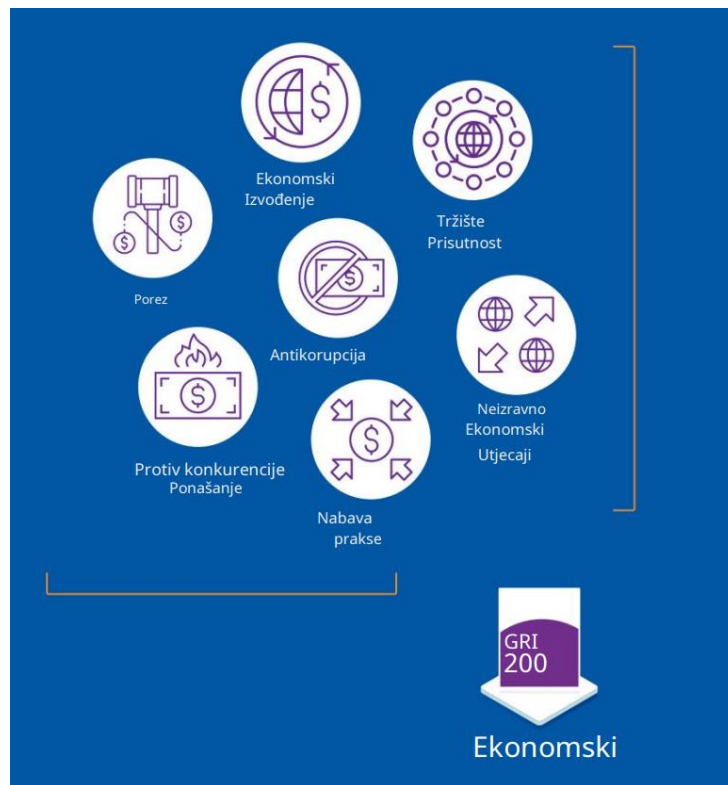 Ekonomski
Izvođenje
Tržište
Prisutnost
Porez
Antikorupcija
Neizravno
Ekonomski
Utjecaji
Protiv konkurencije
Ponašanje
Nabava
prakse
GRI
200
Ekonomski